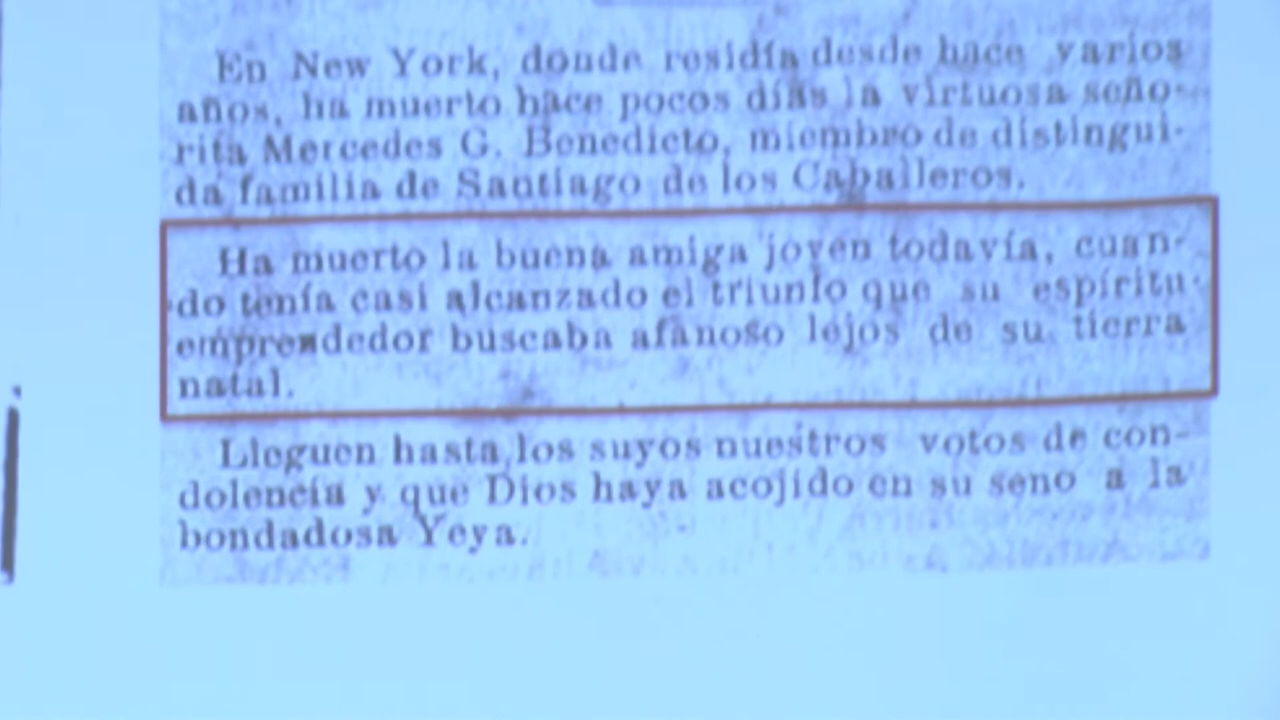 En New York, donde residía desde hace varios
años, ha muerto hace pocos días la virtuosa seño-
rita Mercedes G. Benedicto, miembro de distingui-
da familia de Santiago de los Caballeros.
Ha muerto la buena amiga joven todavía, cuan-
do tenía casi alcanzado el triunfo que su espíritu
emprendedor buscaba afanoso lejos de su tierra
natal.
Lleguen hasta los suyos nuestros votos de con-
dolencia y que Dios haya acojido en su seno a la
bondadosa Yeya.